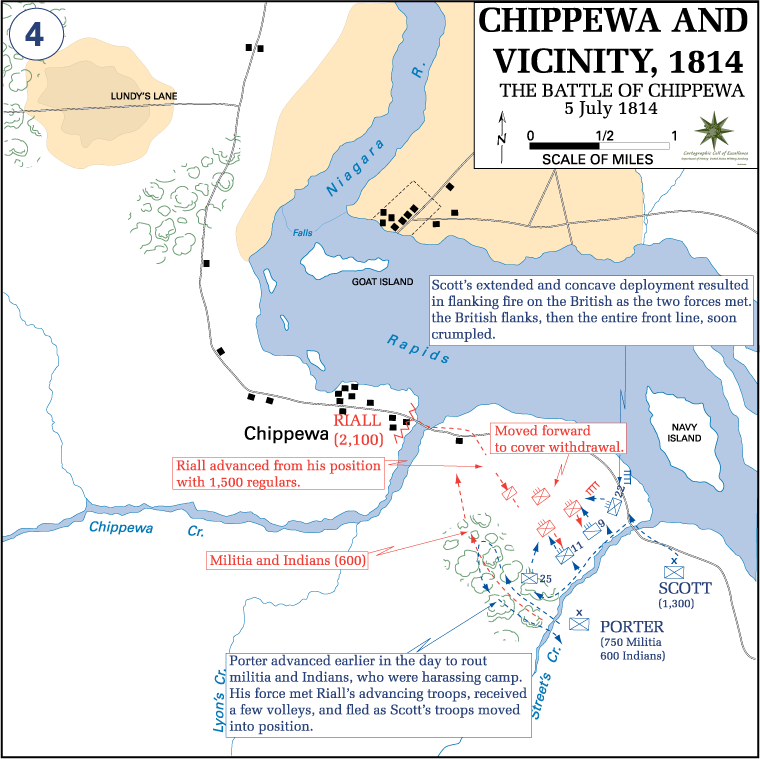 4
CHIPPEWA AND
VICINITY, 1814
THE BATTLE OF CHIPPEWA
5 July 1814
N
0 1/2 1
SCALE OF MILES
Cartographic Cell of Excellence
LUNDY'S LANE
Niagara R.
Falls
GOAT ISLAND
Scott's extended and concave deployment resulted
in flanking fire on the British as the two forces met.
the British flanks, then the entire front line, soon
crumpled.
Rapids
RIALL
(2,100)
Chippewa
Moved forward
to cover withdrawal.
NAVY
ISLAND
Riall advanced from his position
with 1,500 regulars.
22
9
11
25
Chippewa Cr.
Militia and Indians (600)
x
SCOTT
(1,300)
x
PORTER
(750 Militia
600 Indians)
Porter advanced earlier in the day to rout
militia and Indians, who were harassing camp.
His force met Riall's advancing troops, received
a few volleys, and fled as Scott's troops moved
into position.
Lyon's Cr.
Street's Cr.